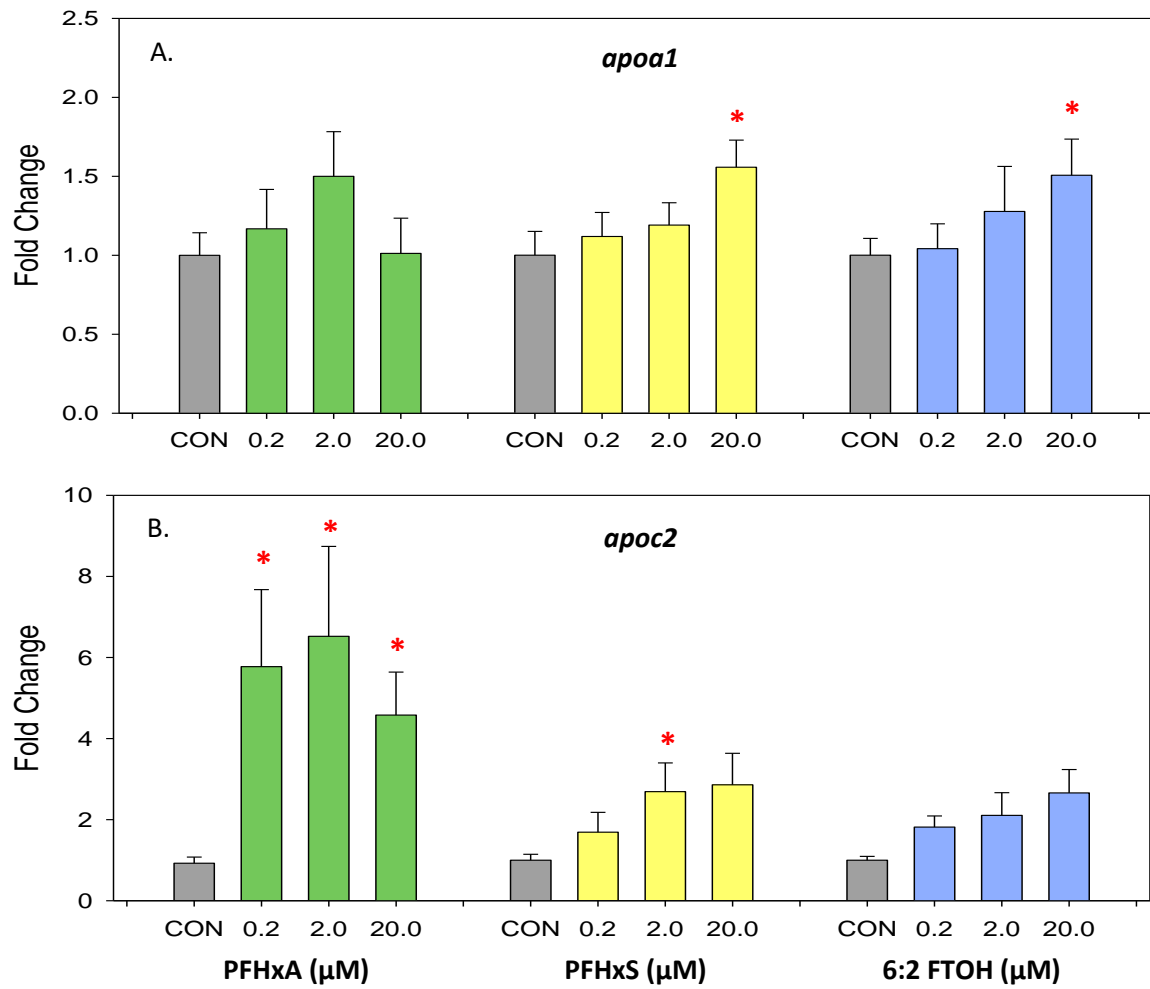 A.
apoa1
Fold Change
2.5
2.0
1.5
1.0
0.5
0.0
* *
CON 0.2 2.0 20.0 CON 0.2 2.0 20.0 CON 0.2 2.0 20.0
B.
apoc2
Fold Change
10
8
6
4
2
0
* * * *
CON 0.2 2.0 20.0 CON 0.2 2.0 20.0 CON 0.2 2.0 20.0
PFHxA (µM) PFHxS (µM) 6:2 FTOH (µM)